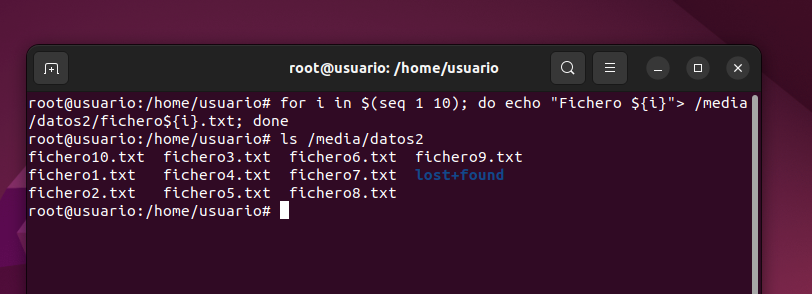 root@usuario: /home/usuario
root@usuario:/home/usuario# for i in $(seq 1 10); do echo "Fichero ${i}"> /media
/datos2/fichero${i}.txt; done
root@usuario:/home/usuario# ls /media/datos2
fichero10.txt  fichero3.txt  fichero6.txt  fichero9.txt
fichero1.txt   fichero4.txt  fichero7.txt  lost+found
fichero2.txt   fichero5.txt  fichero8.txt
root@usuario:/home/usuario#